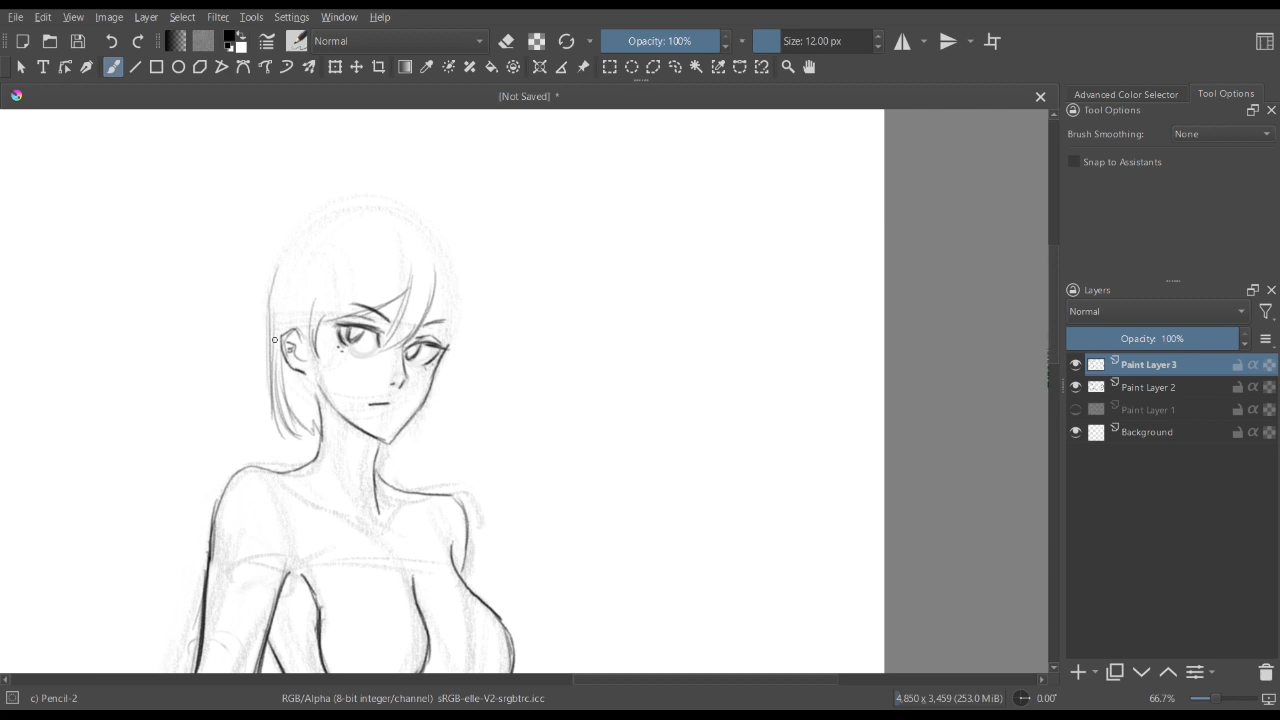 File Edit View Image Layer Select Filter Tools Settings Window Help
Normal Opacity: 100% Size: 12.00 px
[Not Saved] *
Advanced Color Selector Tool Options
Tool Options
Brush Smoothing: None
Snap to Assistants
Layers
Normal
Opacity: 100%
Paint Layer 3
Paint Layer 2
Paint Layer 1
Background
c) Pencil-2 RGB/Alpha (8-bit integer/channel) sRGB-elle-V2-srgbtrc.icc 4,850 x 3,459 (253.0 MiB) 0.00° 66.7%